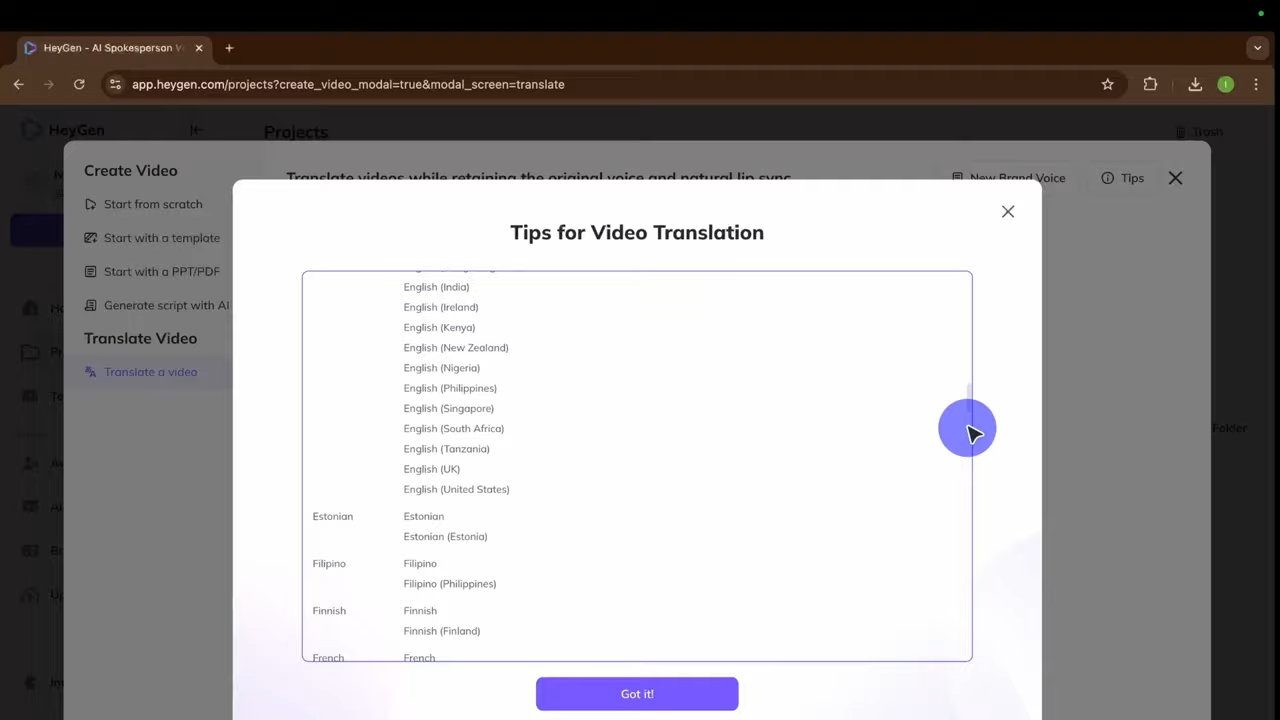 HeyGen - AI Spokesperson V
app.heygen.com/projects?create_video_modal=true&modal_screen=translate
HeyGen
Projects
Trash
Create Video
Translate videos while retaining the original voice and natural lip sync
New Brand Voice
Tips
Start from scratch
Start with a template
Start with a PPT/PDF
Generate script with AI
Translate Video
Translate a video
Folder
Tips for Video Translation
English (India)
English (Ireland)
English (Kenya)
English (New Zealand)
English (Nigeria)
English (Philippines)
English (Singapore)
English (South Africa)
English (Tanzania)
English (UK)
English (United States)
Estonian Estonian
Estonian (Estonia)
Filipino Filipino
Filipino (Philippines)
Finnish Finnish
Finnish (Finland)
French French
Got it!